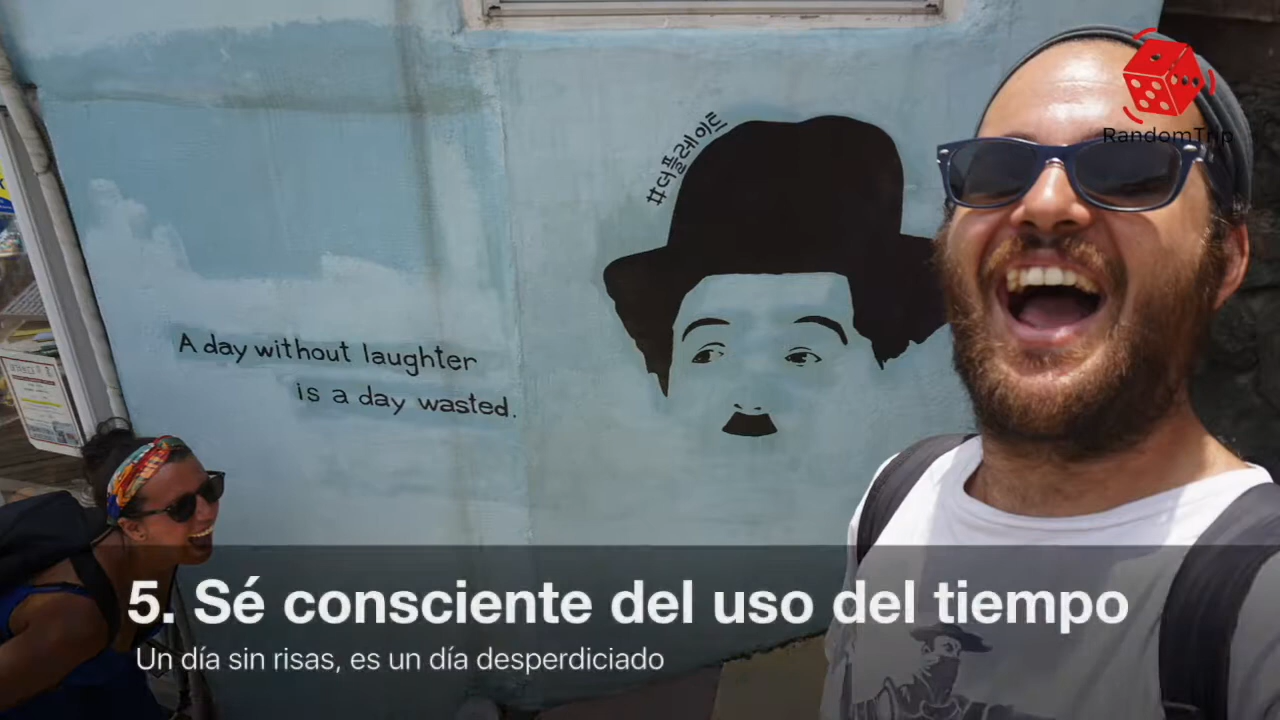 RandomTrip
#더플레이트
A day without laughter
is a day wasted.
5. Sé consciente del uso del tiempo
Un día sin risas, es un día desperdiciado